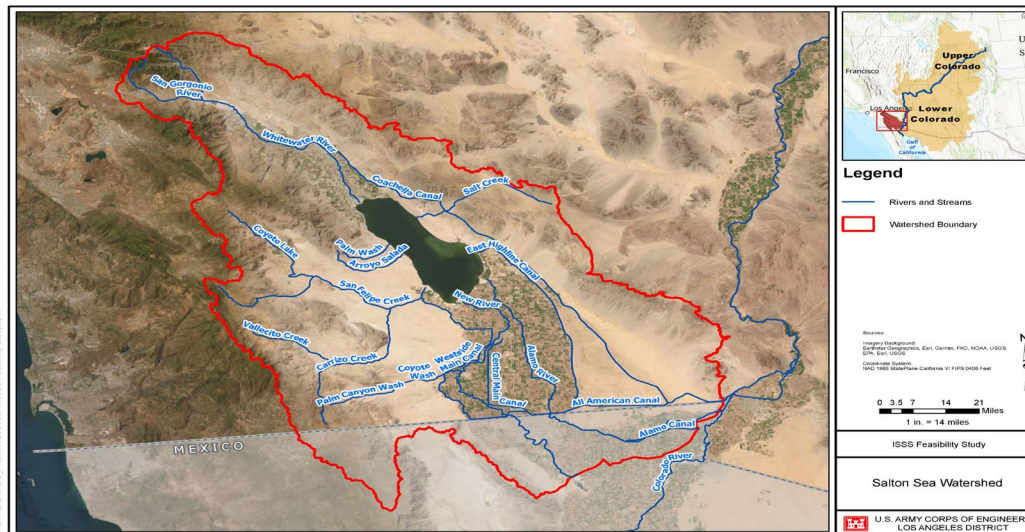 San Gorgonio
River
Whitewater River
Coachella Canal
Salt Creek
Coyote Lake
Palm Wash
Arroyo Salada
East Highline Canal
San Felipe Creek
New River
Vallecito Creek
Carrizo Creek
Coyote Wash
Westside Main Canal
Palm Canyon Wash
Central Main Canal
Alamo River
All American Canal
Alamo Canal
Colorado River
MEXICO
Upper
Colorado
Francisco
Los Angeles
Lower
Colorado
Gulf
of
California
U
S
Legend
Rivers and Streams
Watershed Boundary
Sources:
Imagery Background:
Earthstar Geographics, Esri, Garmin, FAO, NOAA, USGS,
EPA, Esri, USGS
Coordinate System:
NAD 1983 StatePlane California VI FIPS 0406 Feet
N
0 3.5 7 14 21
Miles
1 in. = 14 miles
ISSS Feasibility Study
Salton Sea Watershed
U.S. ARMY CORPS OF ENGINEER
LOS ANGELES DISTRICT